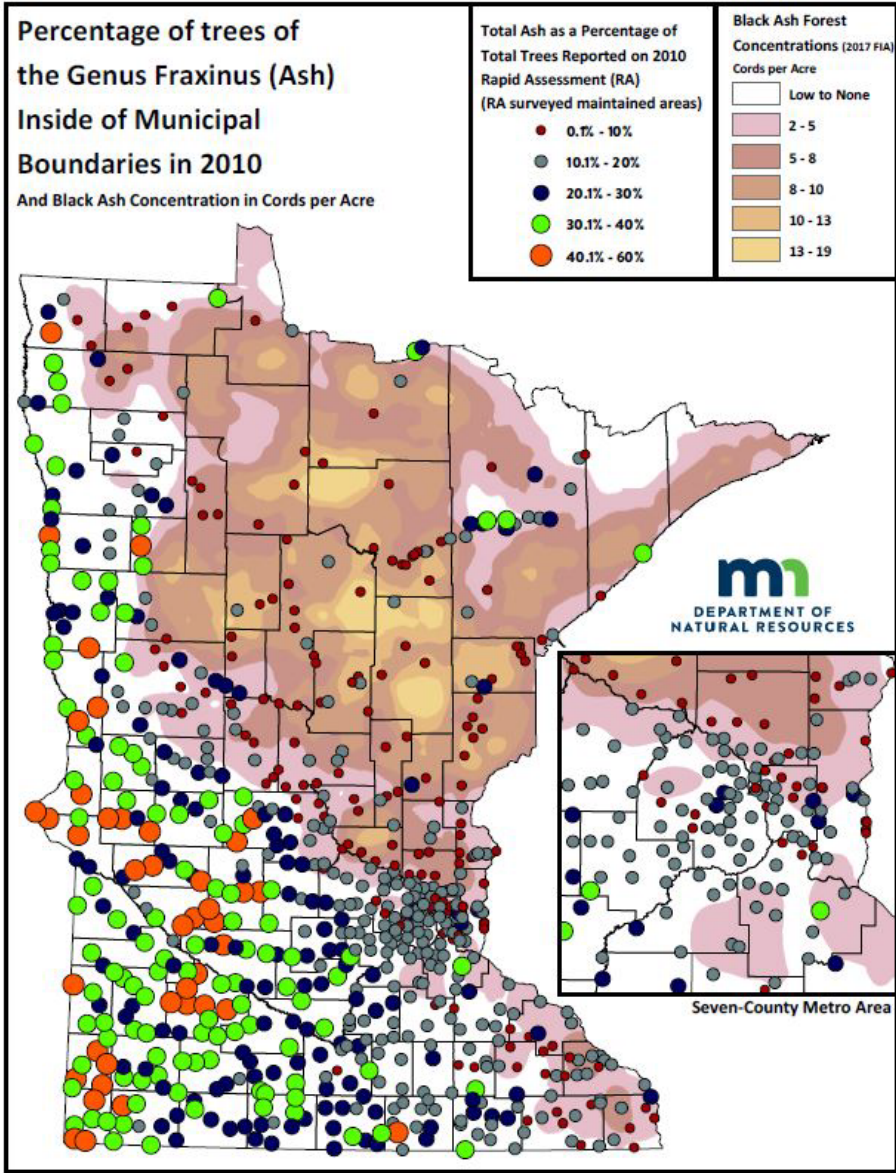 Percentage of trees of
the Genus Fraxinus (Ash)
Inside of Municipal
Boundaries in 2010
And Black Ash Concentration in Cords per Acre
Total Ash as a Percentage of
Total Trees Reported on 2010
Rapid Assessment (RA)
(RA surveyed maintained areas)
0.1% - 10%
10.1% - 20%
20.1% - 30%
30.1% - 40%
40.1% - 60%
Black Ash Forest
Concentrations (2017 FIA)
Cords per Acre
Low to None
2 - 5
5 - 8
8 - 10
10 - 13
13 - 19
mn
DEPARTMENT OF
NATURAL RESOURCES
Seven-County Metro Area